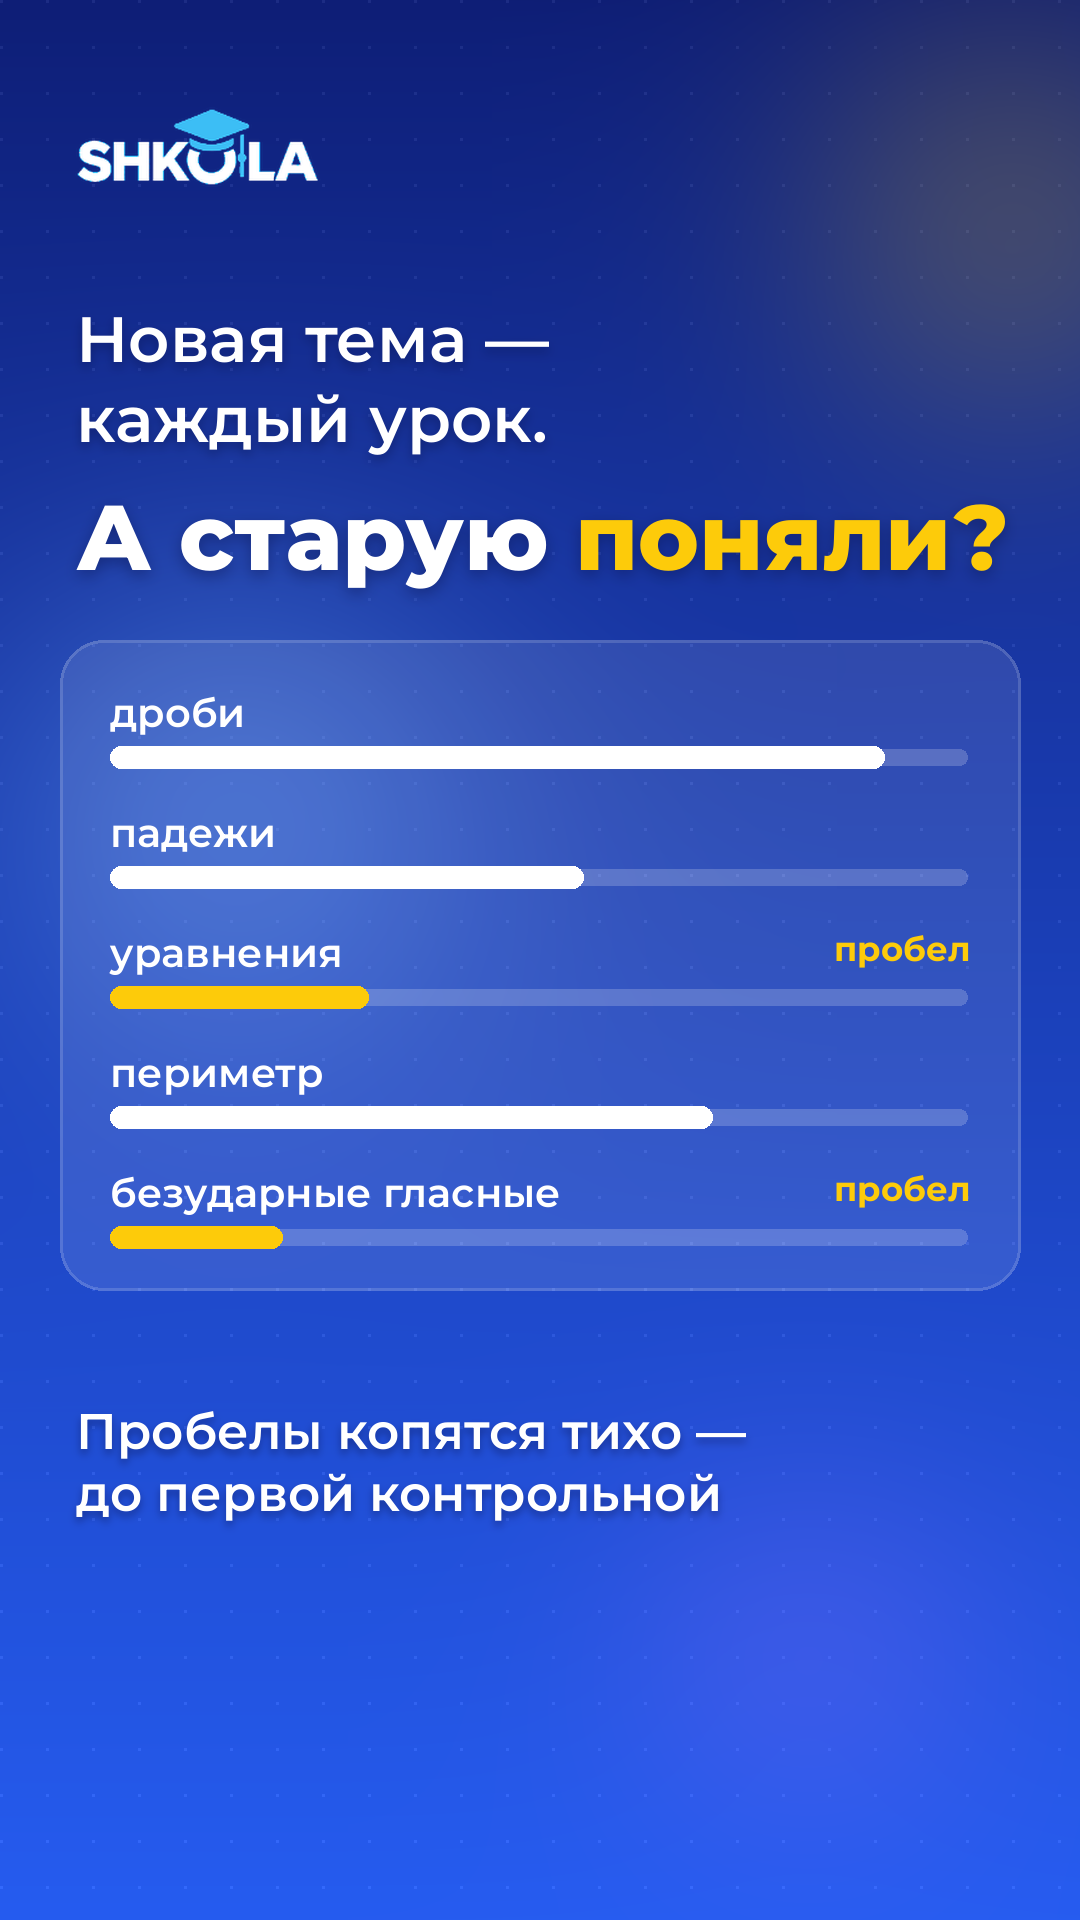 SHKOLA
Новая тема —
каждый урок.
А старую поняли?
дроби
падежи
уравнения
пробел
периметр
безударные гласные
пробел
Пробелы копятся тихо —
до первой контрольной